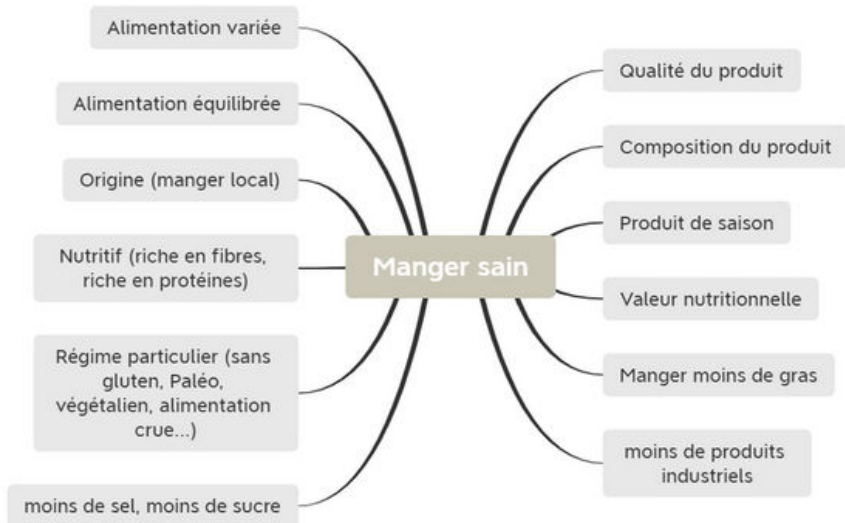 Alimentation variée
Alimentation équilibrée
Origine (manger local)
Nutritif (riche en fibres,
riche en protéines)
Régime particulier (sans
gluten, Paléo,
végétalien, alimentation
crue...)
moins de sel, moins de sucre
Manger sain
Qualité du produit
Composition du produit
Produit de saison
Valeur nutritionnelle
Manger moins de gras
moins de produits
industriels